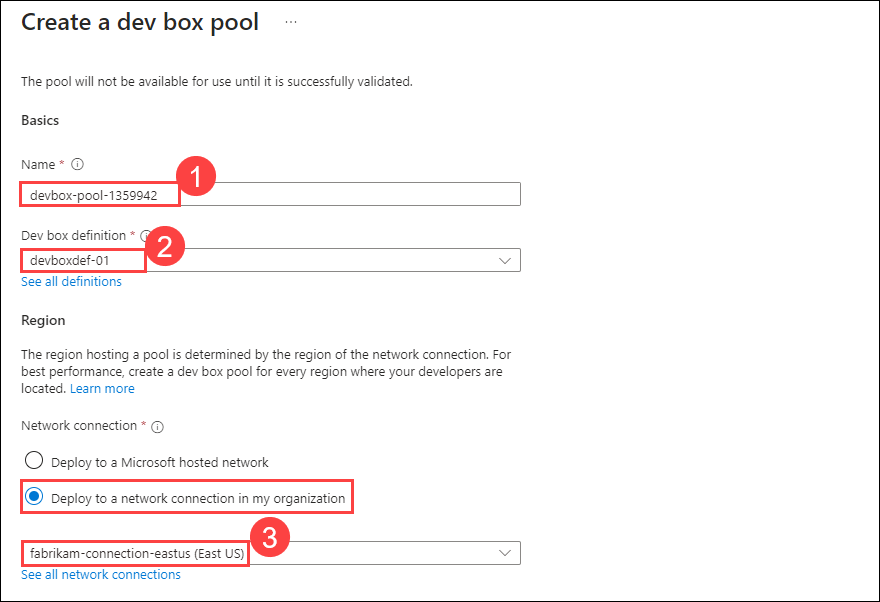 Create a dev box pool ...
The pool will not be available for use until it is successfully validated.
Basics
Name *
1
devbox-pool-1359942
Dev box definition *
2
devboxdef-01
See all definitions
Region
The region hosting a pool is determined by the region of the network connection. For
best performance, create a dev box pool for every region where your developers are
located. Learn more
Network connection *
Deploy to a Microsoft hosted network
Deploy to a network connection in my organization
3
fabrikam-connection-eastus (East US)
See all network connections